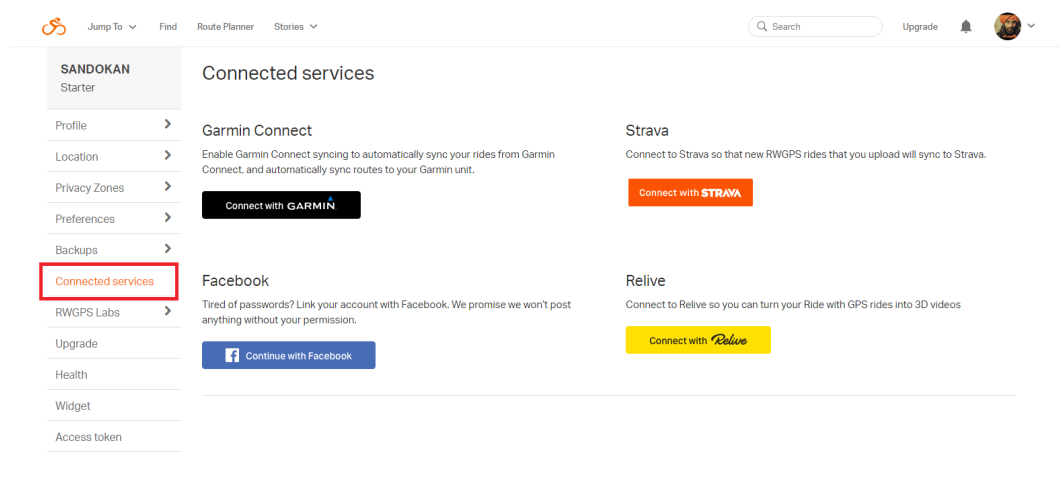 Jump To
Find
Route Planner
Stories
Search
Upgrade
SANDOKAN
Starter
Profile
Location
Privacy Zones
Preferences
Backups
Connected services
RWGPS Labs
Upgrade
Health
Widget
Access token
Connected services
Garmin Connect
Enable Garmin Connect syncing to automatically sync your rides from Garmin
Connect, and automatically sync routes to your Garmin unit.
Connect with GARMIN
Strava
Connect to Strava so that new RWGPS rides that you upload will sync to Strava.
Connect with STRAVA
Facebook
Tired of passwords? Link your account with Facebook. We promise we won't post
anything without your permission.
Continue with Facebook
Relive
Connect to Relive so you can turn your Ride with GPS rides into 3D videos
Connect with Relive